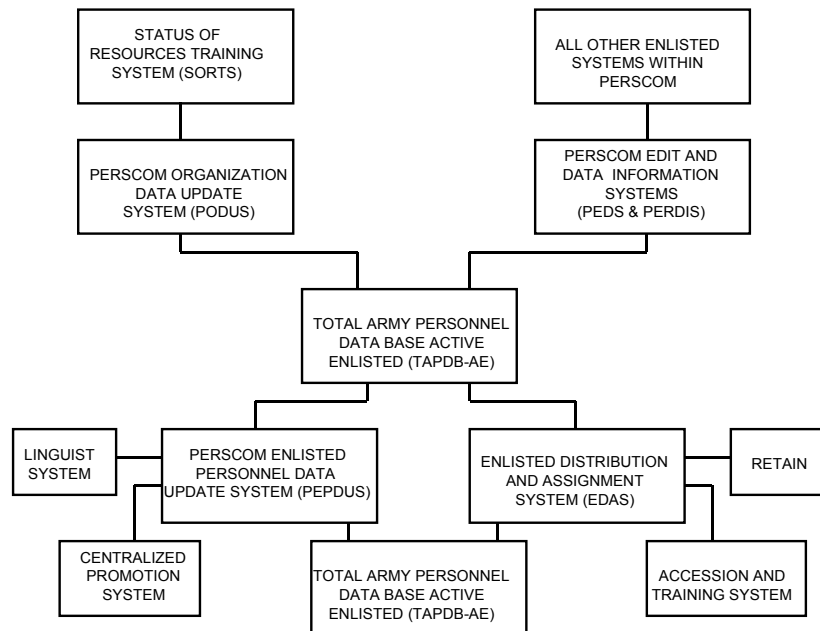 STATUS OF
RESOURCES TRAINING
SYSTEM (SORTS)
ALL OTHER ENLISTED
SYSTEMS WITHIN
PERSCOM
PERSCOM ORGANIZATION
DATA UPDATE
SYSTEM (PODUS)
PERSCOM EDIT AND
DATA INFORMATION
SYSTEMS
(PEDS & PERDIS)
TOTAL ARMY PERSONNEL
DATA BASE ACTIVE
ENLISTED (TAPDB-AE)
LINGUIST
SYSTEM
PERSCOM ENLISTED
PERSONNEL DATA
UPDATE SYSTEM (PEPDUS)
ENLISTED DISTRIBUTION
AND ASSIGNMENT
SYSTEM (EDAS)
RETAIN
CENTRALIZED
PROMOTION
SYSTEM
TOTAL ARMY PERSONNEL
DATA BASE ACTIVE
ENLISTED (TAPDB-AE)
ACCESSION AND
TRAINING SYSTEM